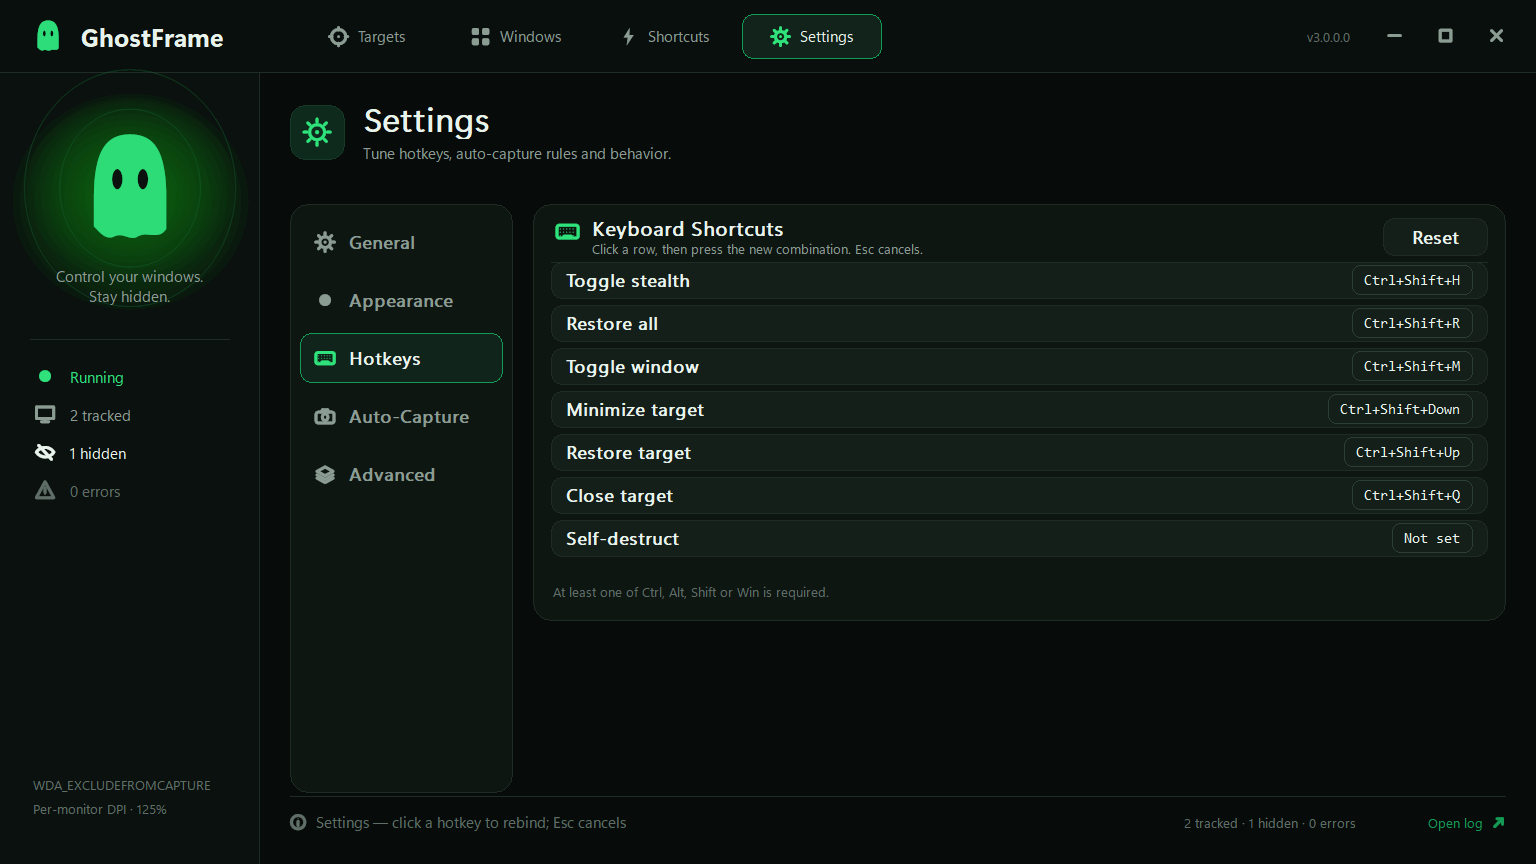 GhostFrame
Targets
Windows
Shortcuts
Settings
v3.0.0.0
Control your windows.
Stay hidden.
Running
2 tracked
1 hidden
0 errors
WDA_EXCLUDEFROMCAPTURE
Per-monitor DPI · 125%
Settings
Tune hotkeys, auto-capture rules and behavior.
General
Appearance
Hotkeys
Auto-Capture
Advanced
Keyboard Shortcuts
Click a row, then press the new combination. Esc cancels.
Reset
Toggle stealth Ctrl+Shift+H
Restore all Ctrl+Shift+R
Toggle window Ctrl+Shift+M
Minimize target Ctrl+Shift+Down
Restore target Ctrl+Shift+Up
Close target Ctrl+Shift+Q
Self-destruct Not set
At least one of Ctrl, Alt, Shift or Win is required.
Settings — click a hotkey to rebind; Esc cancels
2 tracked · 1 hidden · 0 errors
Open log